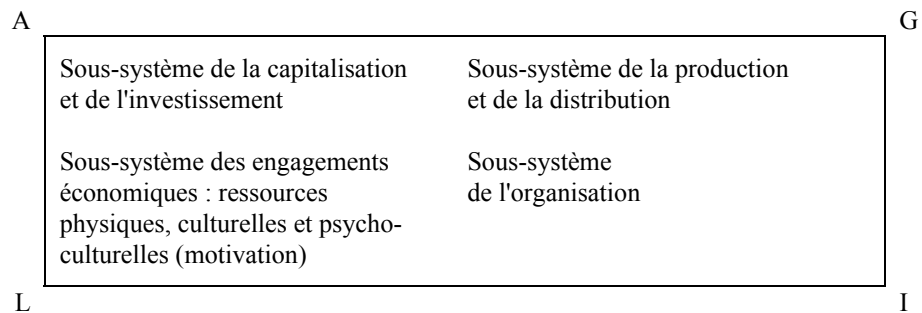 A
G
Sous-système de la capitalisation
et de l'investissement
Sous-système de la production
et de la distribution
Sous-système des engagements
économiques : ressources
physiques, culturelles et psycho-
culturelles (motivation)
Sous-système
de l'organisation
L
I